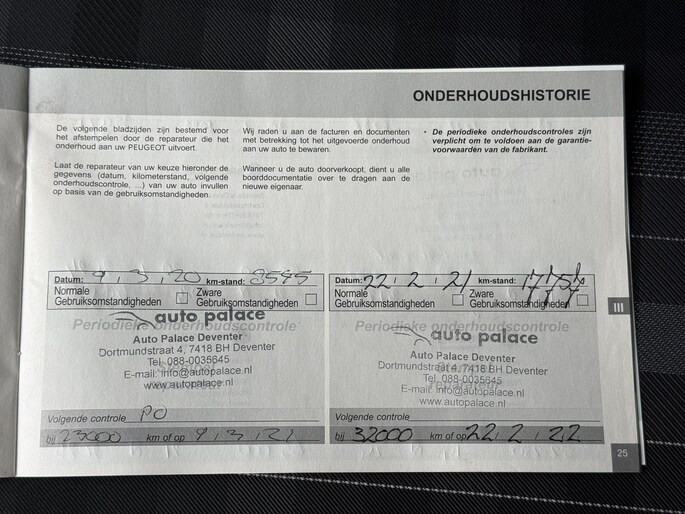 ONDERHOUDSHISTORIE
De volgende bladzijden zijn bestemd voor
het afstempelen door de reparateur die het
onderhoud aan uw PEUGEOT uitvoert.
Laat de reparateur van uw keuze hieronder de
gegevens (datum, kilometerstand, volgende
onderhoudscontrole, ...) van uw auto invullen
op basis van de gebruiksomstandigheden.
Wij raden u aan de facturen en documenten
met betrekking tot het uitgevoerde onderhoud
aan uw auto te bewaren.
Wanneer u de auto doorverkoopt, dient u alle
boorddocumentatie over te dragen aan de
nieuwe eigenaar.
• De periodieke onderhoudscontroles zijn
verplicht om te voldoen aan de garantie-
voorwaarden van de fabrikant.
Datum: 9 , 3 , 20 km-stand: 8595
Normale
Gebruiksomstandigheden
Zware
Gebruiksomstandigheden
Periodieke onderhoudscontrole
auto palace
Auto Palace Deventer
Dortmundstraat 4, 7418 BH Deventer
Tel. 088-0035645
E-mail: info@autopalace.nl
www.autopalace.nl
Volgende controle PO
bij 23000 km of op 9 , 3 , 21
Datum: 22 , 2 , 21 km-stand:
Normale
Gebruiksomstandigheden
Zware
Gebruiksomstandigheden
Periodieke onderhoudscontrole
auto palace
Auto Palace Deventer
Dortmundstraat 4, 7418 BH Deventer
Tel. 088-0035645
E-mail: info@autopalace.nl
www.autopalace.nl
Volgende controle
bij 32000 km of op 22 , 2 , 22
III
25